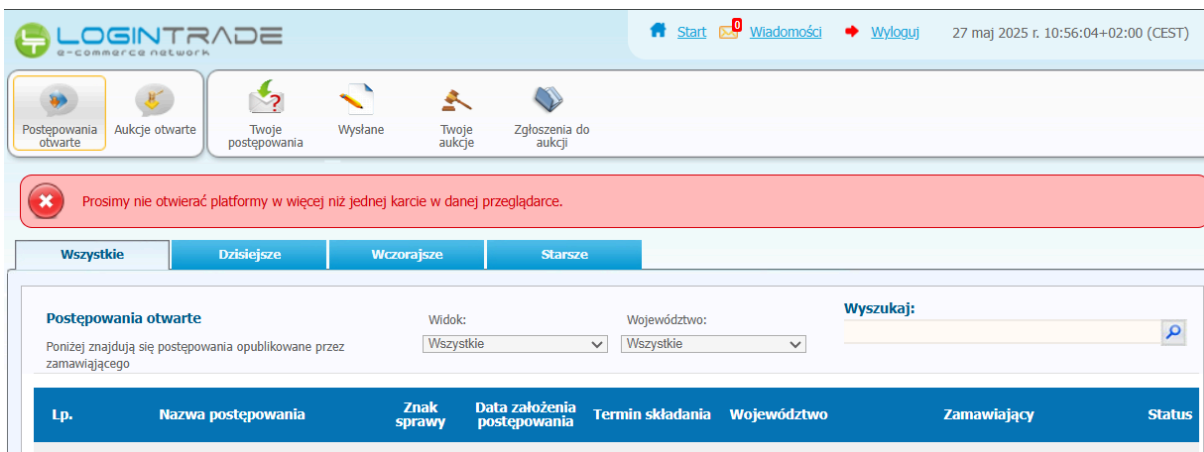 LOGINTRADE
e-commerce network
Start 0 Wiadomości Wyloguj 27 maj 2025 r. 10:56:04+02:00 (CEST)
Postępowania otwarte
Aukcje otwarte
Twoje postępowania
Wysłane
Twoje aukcje
Zgłoszenia do aukcji
Prosimy nie otwierać platformy w więcej niż jednej karcie w danej przeglądarce.
Wszystkie Dzisiejsze Wczorajsze Starsze
Postępowania otwarte
Poniżej znajdują się postępowania opublikowane przez
zamawiającego
Widok:
Wszystkie
Województwo:
Wszystkie
Wyszukaj:
Lp. Nazwa postępowania Znak sprawy Data założenia postępowania Termin składania Województwo Zamawiający Status